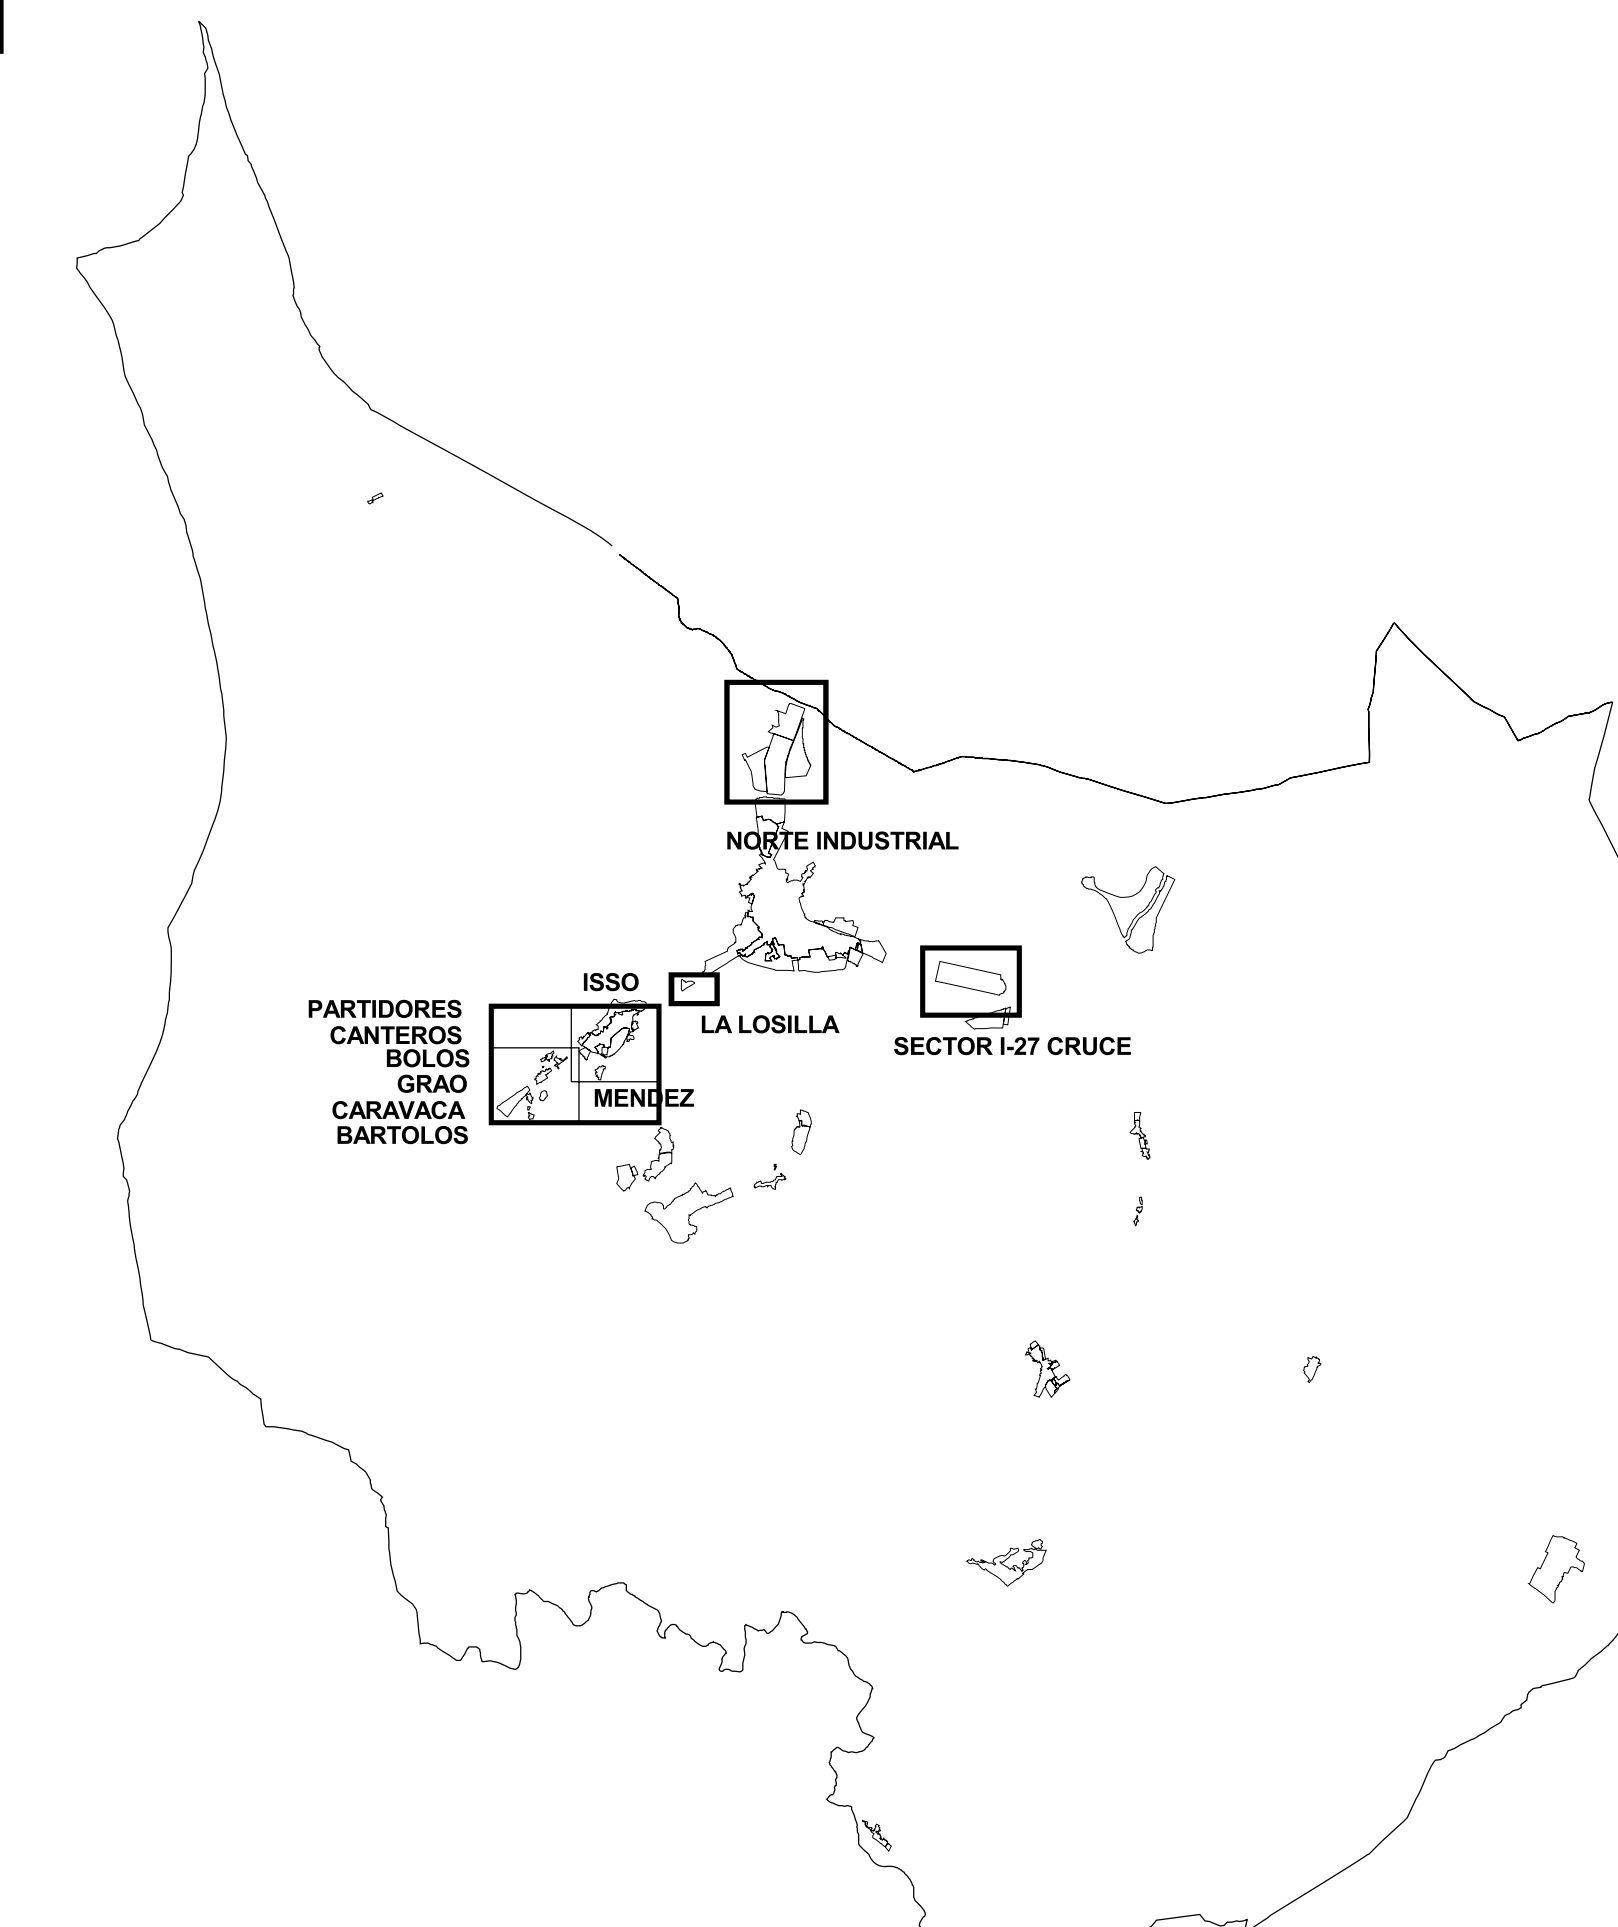 NORTE INDUSTRIAL
ISSO
PARTIDORES
CANTEROS
BOLOS
GRAO
CARAVACA
BARTOLOS
LA LOSILLA
SECTOR I-27 CRUCE
MENDEZ